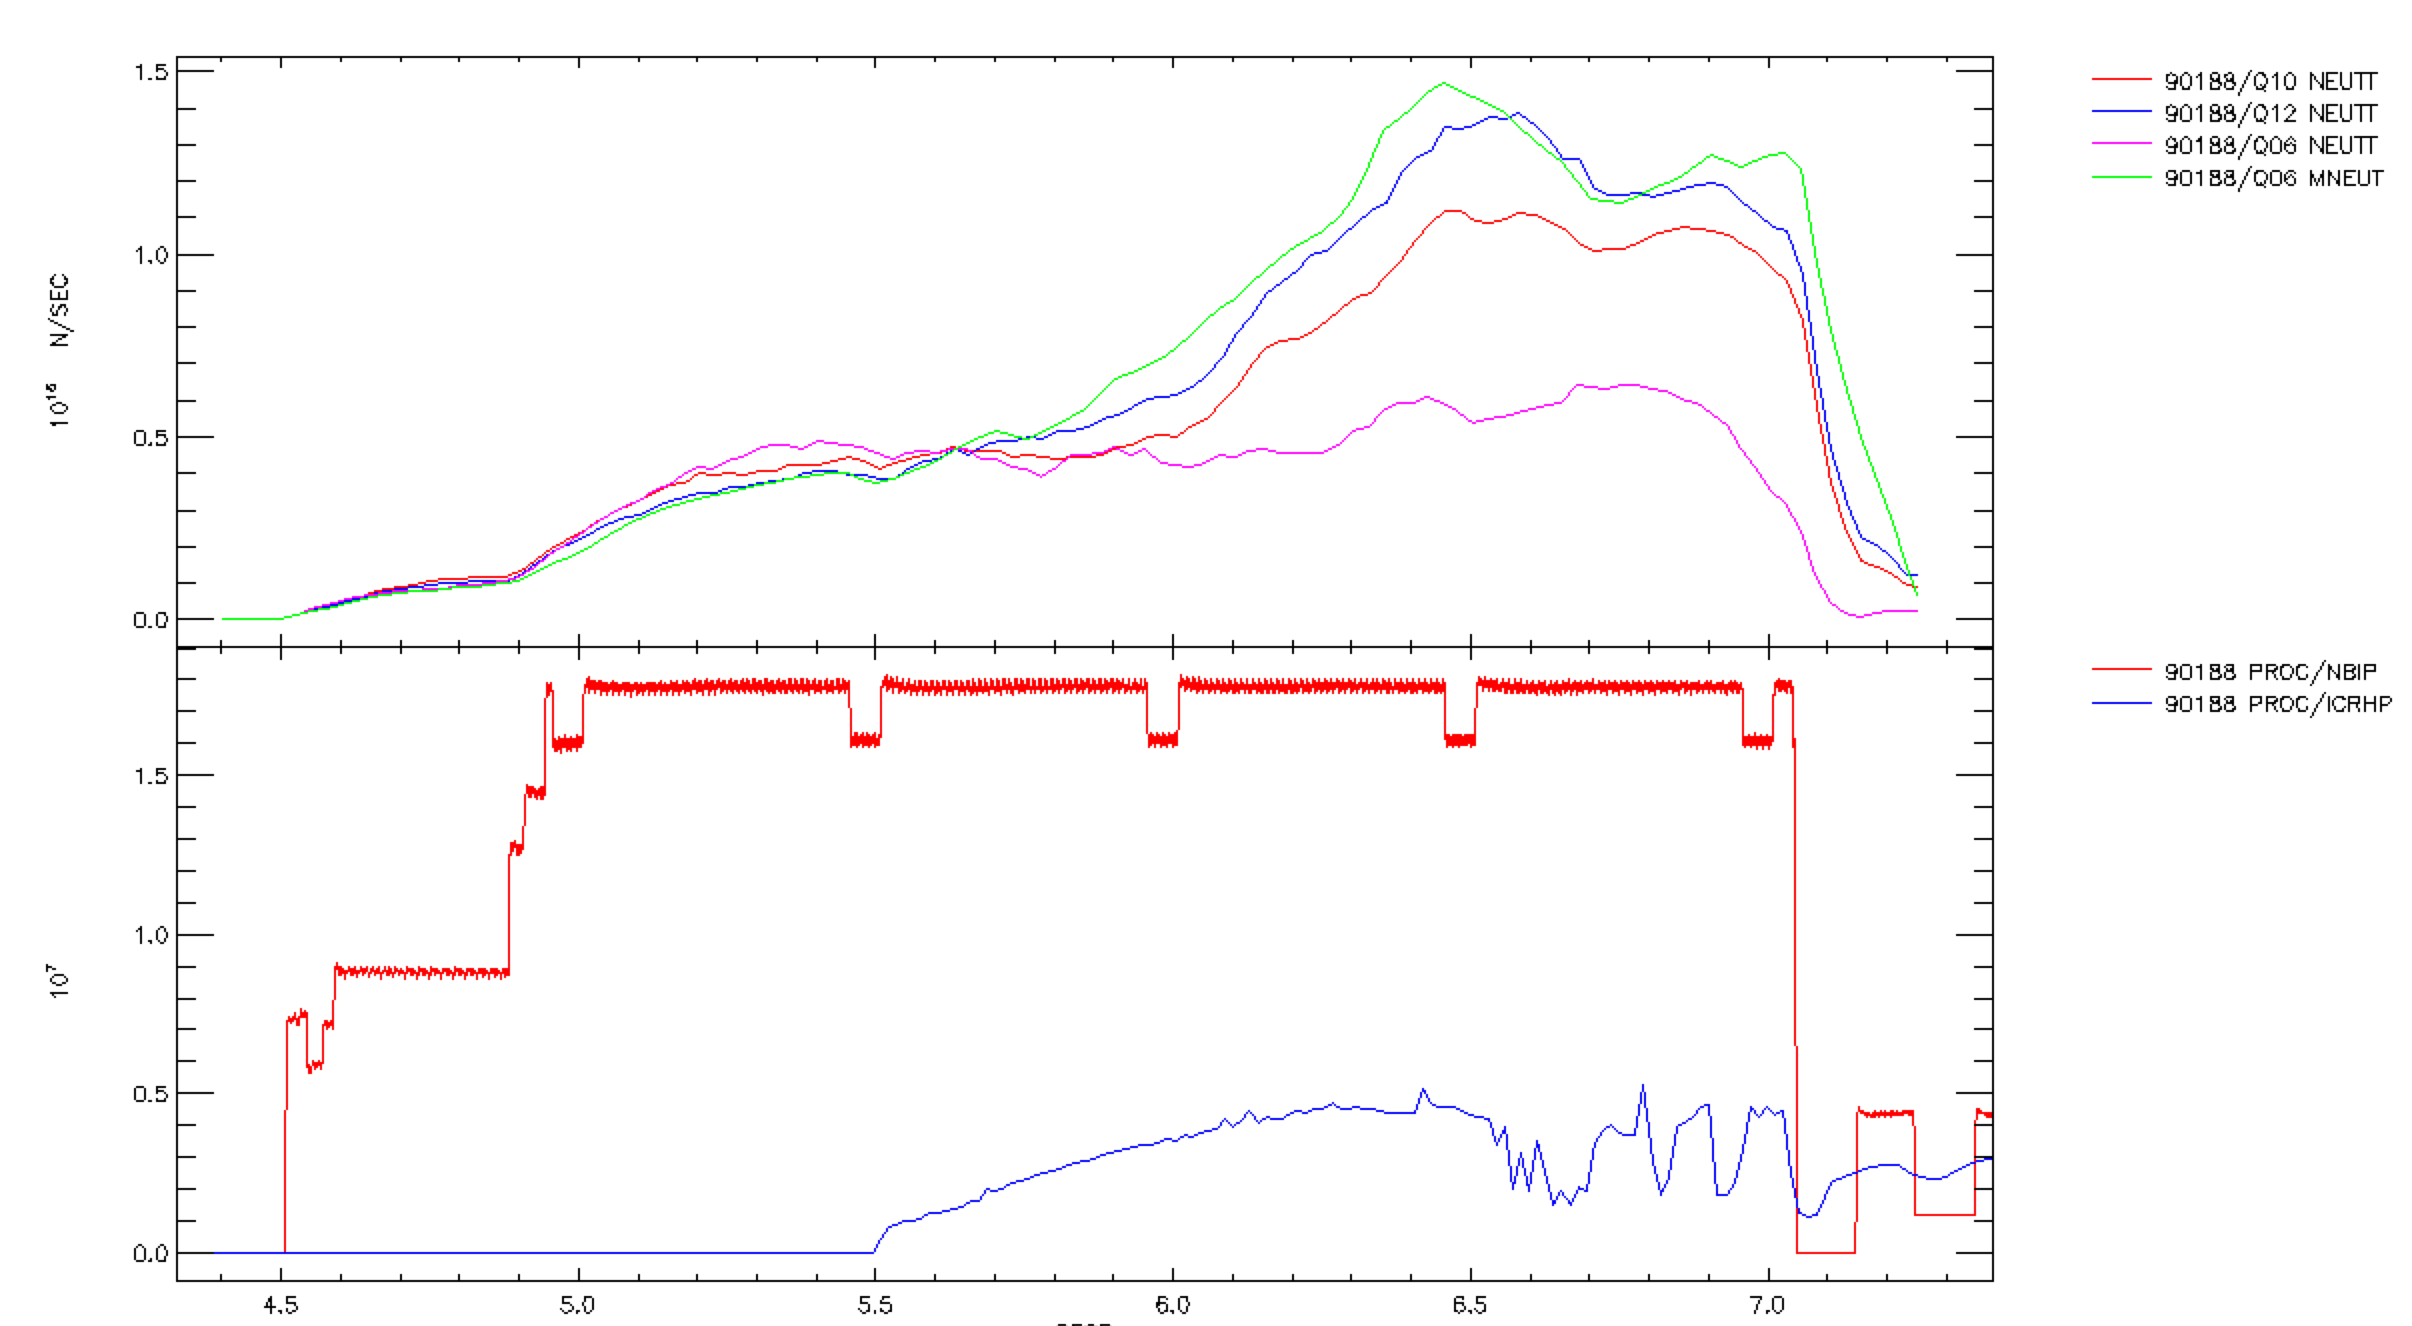 1.5
1.0
0.5
0.0
N/SEC
90188/Q10 NEUTT
90188/Q12 NEUTT
90188/Q06 NEUTT
90188/Q06 MNEUT
1.5
1.0
0.5
0.0
10⁷
90188 PROC/NBIP
90188 PROC/ICRHP
4.5 5.0 5.5 6.0 6.5 7.0